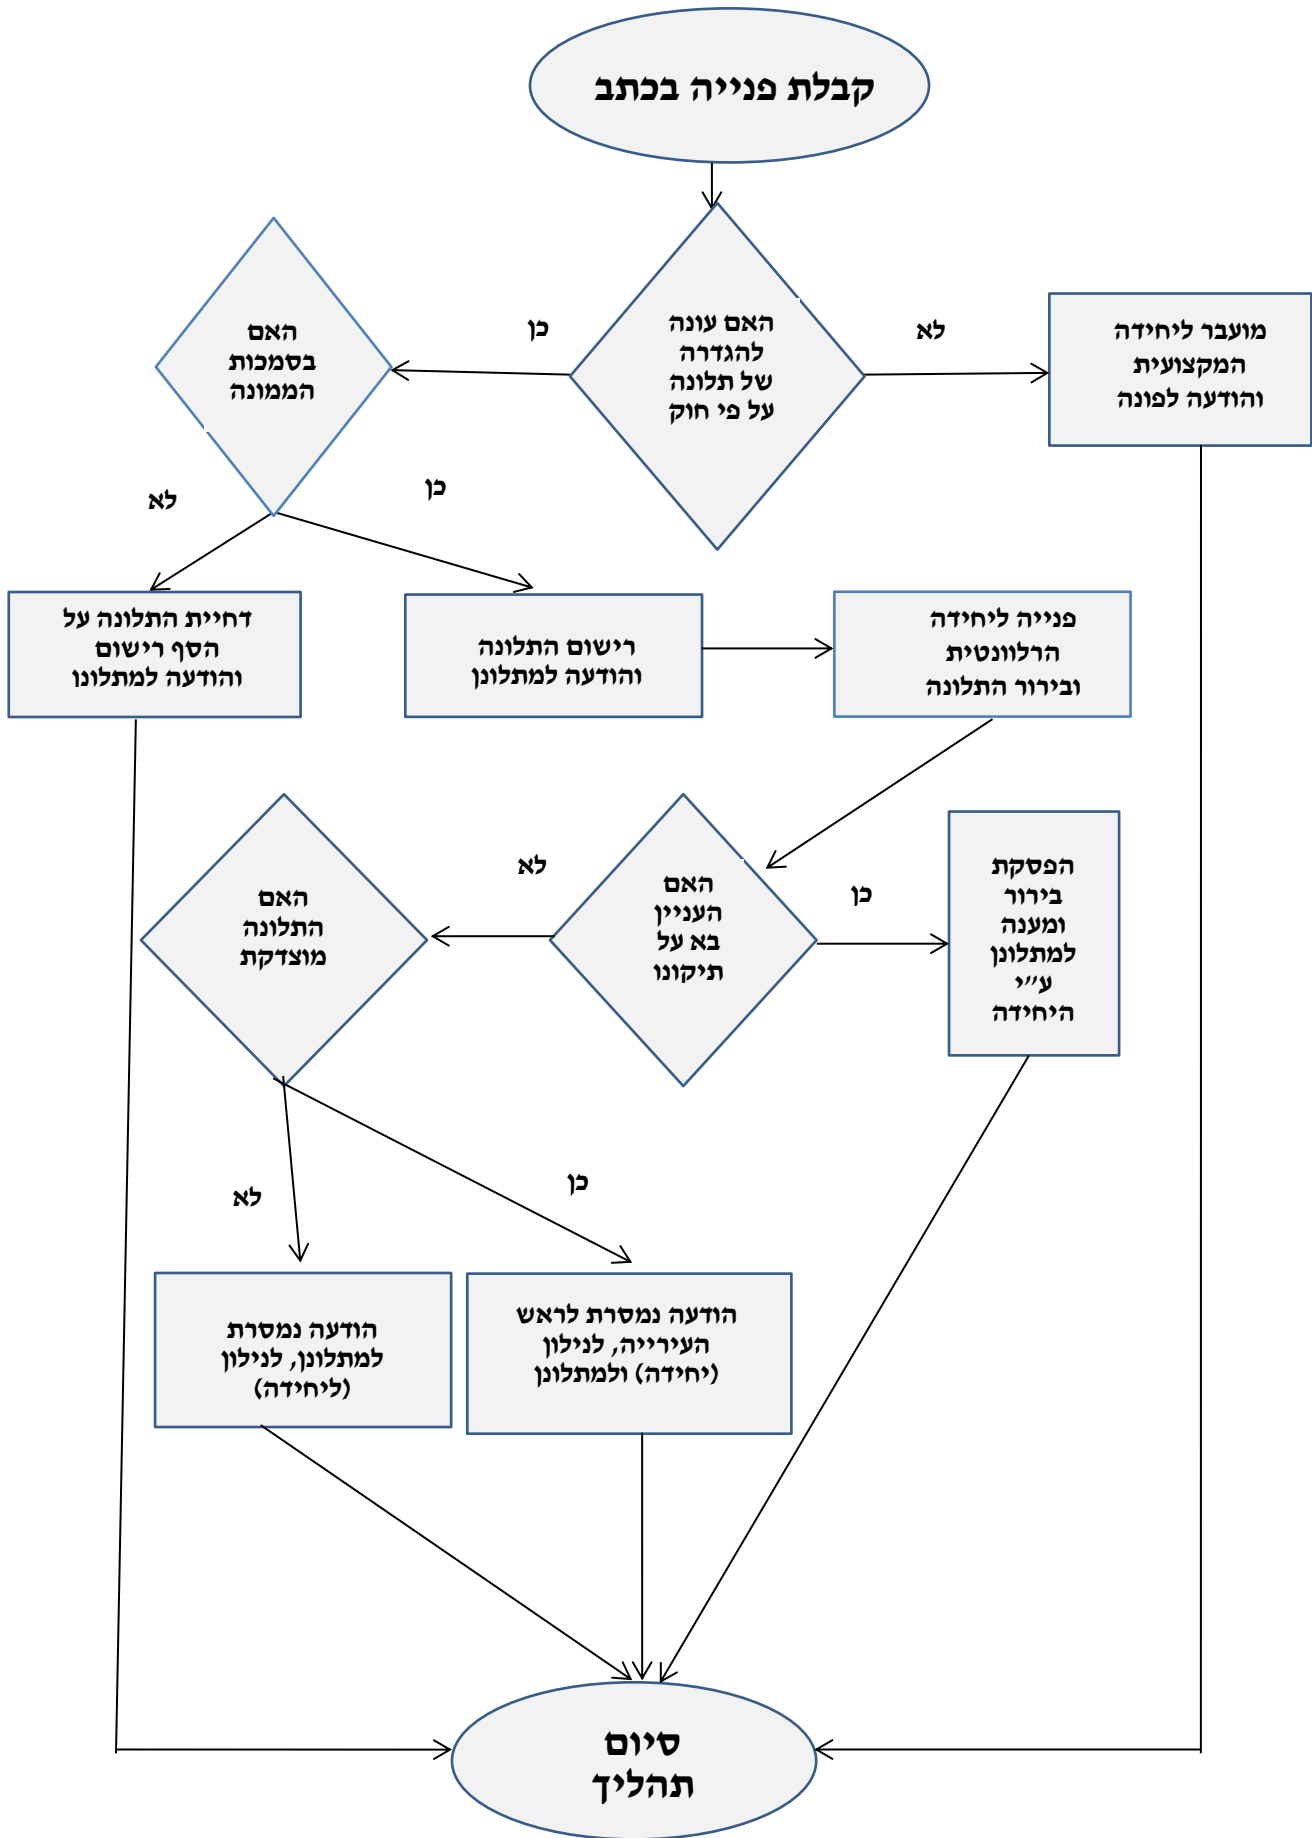 קבלת פנייה בכתב
האם עונה
להגדרה
של תלונה
על פי חוק
לא
מועבר ליחידה
המקצועית
והודעה לפונה
כן
האם
בסמכות
הממונה
לא
דחיית התלונה על
הסף רישום
והודעה למתלונן
כן
רישום התלונה
והודעה למתלונן
פנייה ליחידה
הרלוונטית
ובירור התלונה
האם
העניין
בא על
תיקונו
כן
הפסקת
בירור
ומענה
למתלונן
ע״י
היחידה
לא
האם
התלונה
מוצדקת
כן
הודעה נמסרת לראש
העירייה, לנילון
(יחידה) ולמתלונן
לא
הודעה נמסרת
למתלונן, לנילון
(ליחידה)
סיום
תהליך